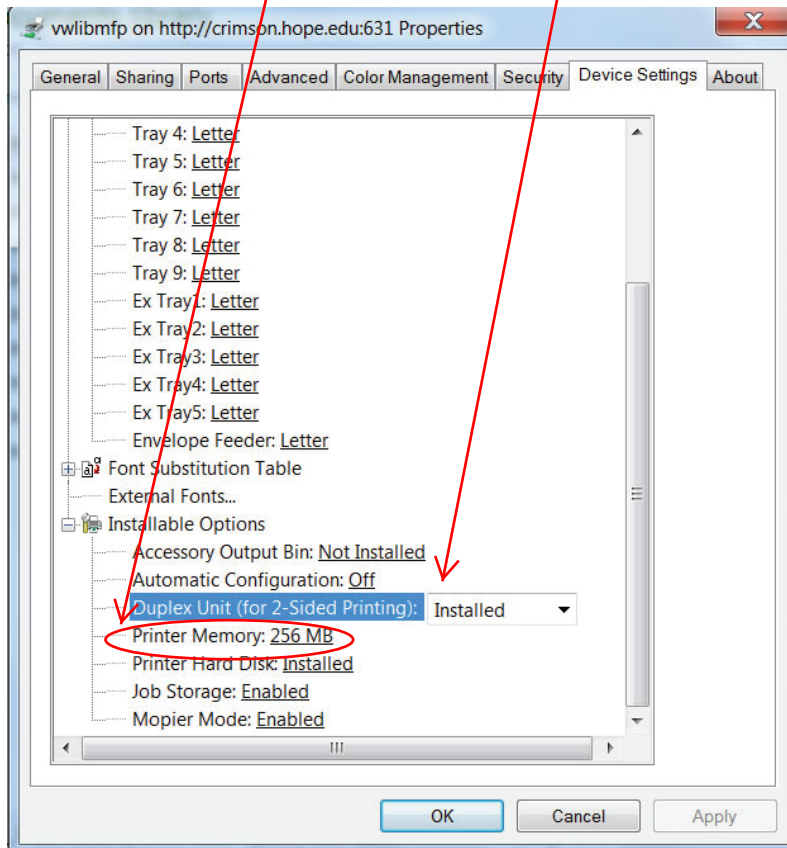 vwlibmfp on http://crimson.hope.edu:631 Properties
General Sharing Ports Advanced Color Management Security Device Settings About
Tray 4: Letter
Tray 5: Letter
Tray 6: Letter
Tray 7: Letter
Tray 8: Letter
Tray 9: Letter
Ex Tray1: Letter
Ex Tray2: Letter
Ex Tray3: Letter
Ex Tray4: Letter
Ex Tray5: Letter
Envelope Feeder: Letter
Font Substitution Table
External Fonts...
Installable Options
Accessory Output Bin: Not Installed
Automatic Configuration: Off
Duplex Unit (for 2-Sided Printing): Installed
Printer Memory: 256 MB
Printer Hard Disk: Installed
Job Storage: Enabled
Mopier Mode: Enabled
OK Cancel Apply